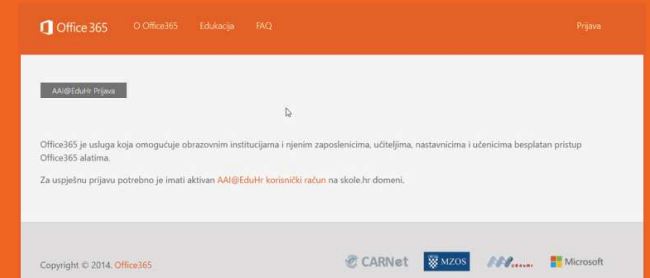 Office 365 O Office365 Edukacija FAQ Prijava
AAI@EduHr Prijava
Office365 je usluga koja omogućuje obrazovnim institucijama i njenim zaposlenicima, učiteljima, nastavnicima i učenicima besplatan pristup
Office365 alatima.
Za uspješnu prijavu potrebno je imati aktivan AAI@EduHr korisnički račun na skole.hr domeni.
Copyright © 2014. Office365 CARNet MZOS Microsoft